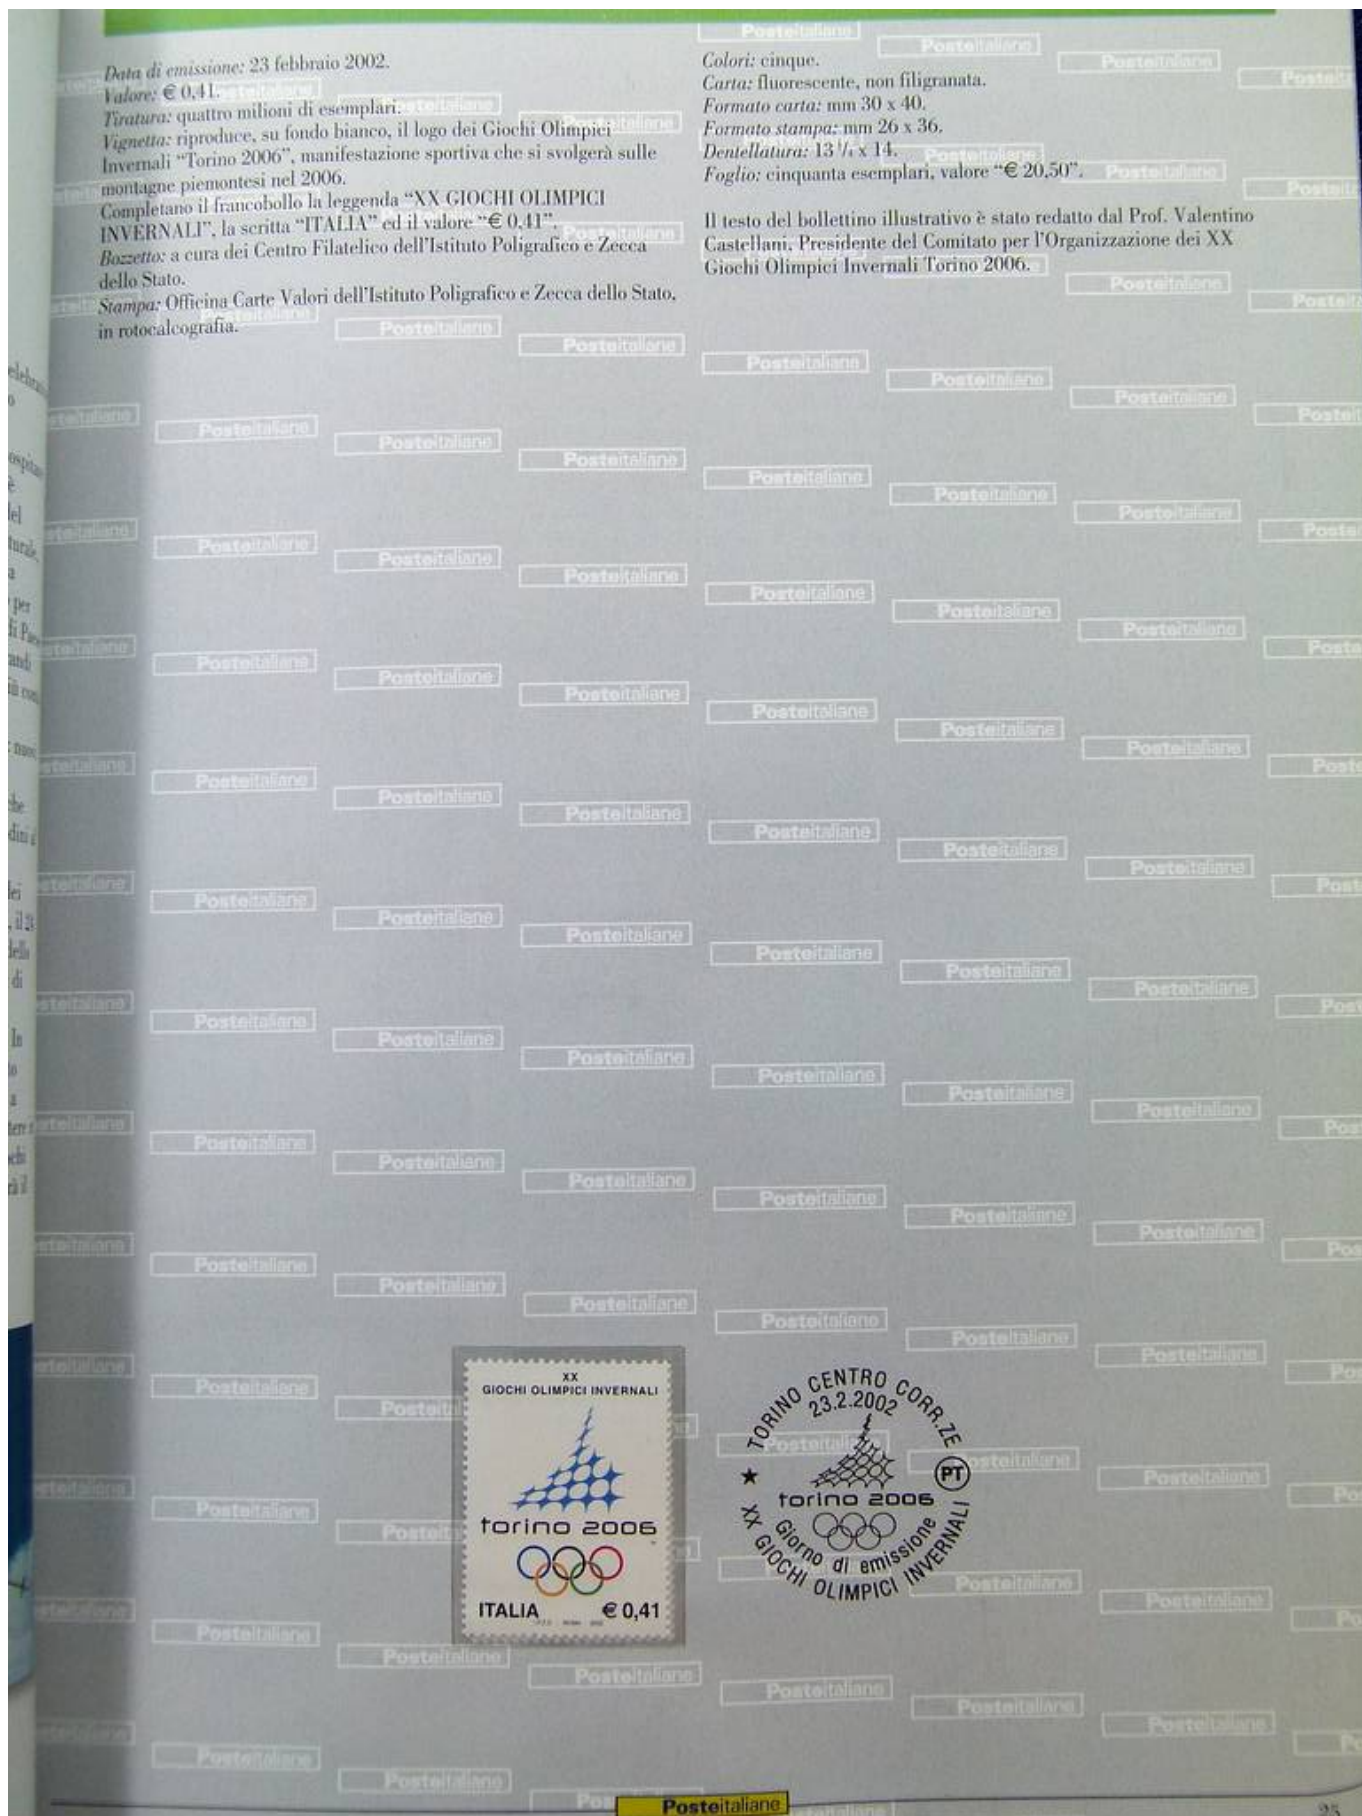 Data di emissione: 23 febbraio 2002.
Valore: € 0,41.
Tiratura: quattro milioni di esemplari.
Vignetta: riproduce, su fondo bianco, il logo dei Giochi Olimpici
Invernali “Torino 2006”, manifestazione sportiva che si svolgerà sulle
montagne piemontesi nel 2006.
Completano il francobollo la leggenda “XX GIOCHI OLIMPICI
INVERNALI”, la scritta “ITALIA” ed il valore “€ 0,41”.
Bozzetto: a cura dei Centro Filatelico dell'Istituto Poligrafico e Zecca
dello Stato.
Stampa: Officina Carte Valori dell'Istituto Poligrafico e Zecca dello Stato,
in rotocalcografia.
Colori: cinque.
Carta: fluorescente, non filigranata.
Formato carta: mm 30 x 40.
Formato stampa: mm 26 x 36.
Dentellatura: 13 1/4 x 14.
Foglio: cinquanta esemplari, valore “€ 20,50”.
Il testo del bollettino illustrativo è stato redatto dal Prof. Valentino
Castellani, Presidente del Comitato per l'Organizzazione dei XX
Giochi Olimpici Invernali Torino 2006.
XX
GIOCHI OLIMPICI INVERNALI
torino 2006
ITALIA € 0,41
TORINO CENTRO CORR.ZE
23.2.2002
PT
torino 2006
Giorno di emissione
XX GIOCHI OLIMPICI INVERNALI
Posteitaliane